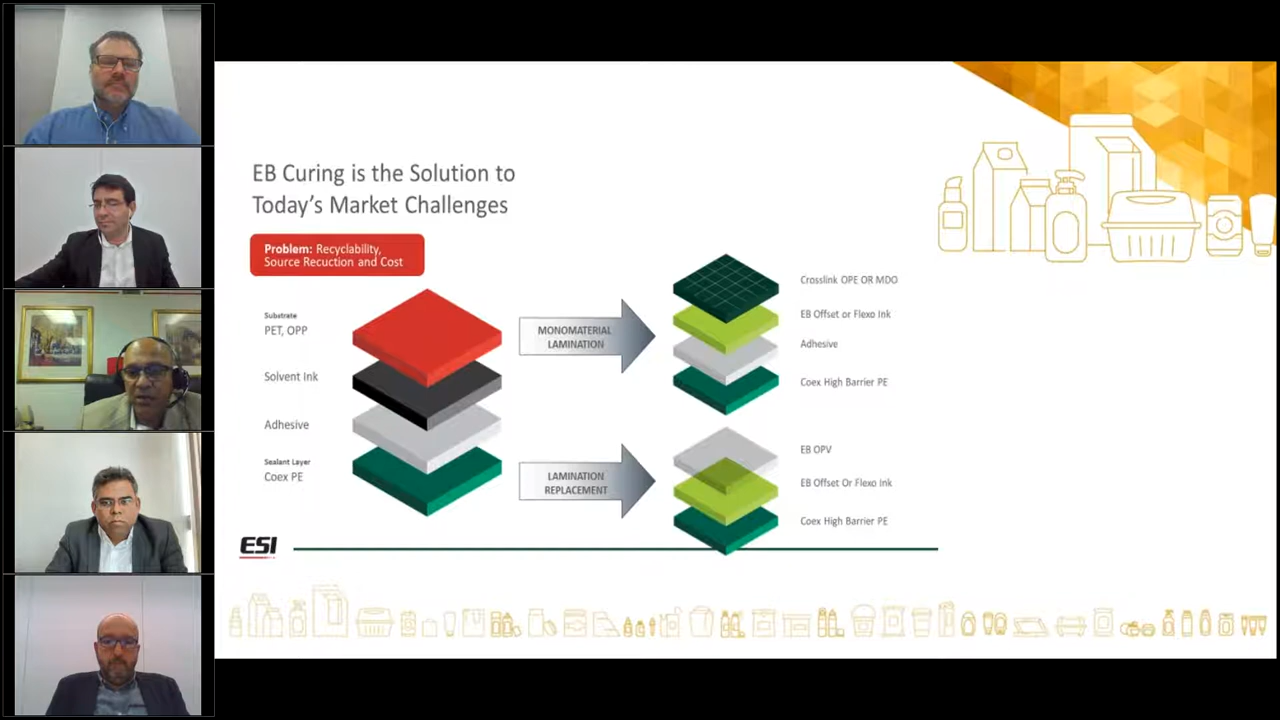 EB Curing is the Solution to
Today's Market Challenges
Problem: Recyclability,
Source Recuction and Cost
Substrate
PET, OPP
Solvent Ink
Adhesive
Sealant Layer
Coex PE
MONOMATERIAL
LAMINATION
Crosslink OPE OR MDO
EB Offset or Flexo Ink
Adhesive
Coex High Barrier PE
LAMINATION
REPLACEMENT
EB OPV
EB Offset Or Flexo Ink
Coex High Barrier PE
ESI